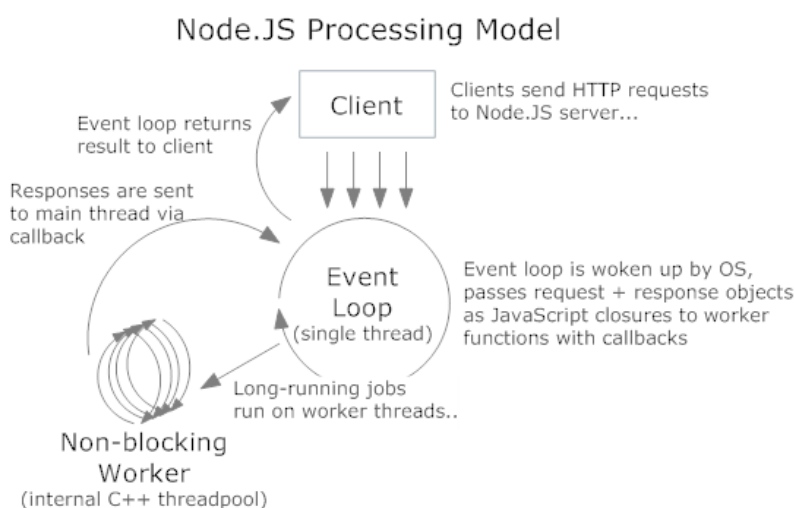 Node.JS Processing Model
Client
Clients send HTTP requests
to Node.JS server...
Event loop returns
result to client
Responses are sent
to main thread via
callback
Event
Loop
(single thread)
Event loop is woken up by OS,
passes request + response objects
as JavaScript closures to worker
functions with callbacks
Long-running jobs
run on worker threads..
Non-blocking
Worker
(internal C++ threadpool)